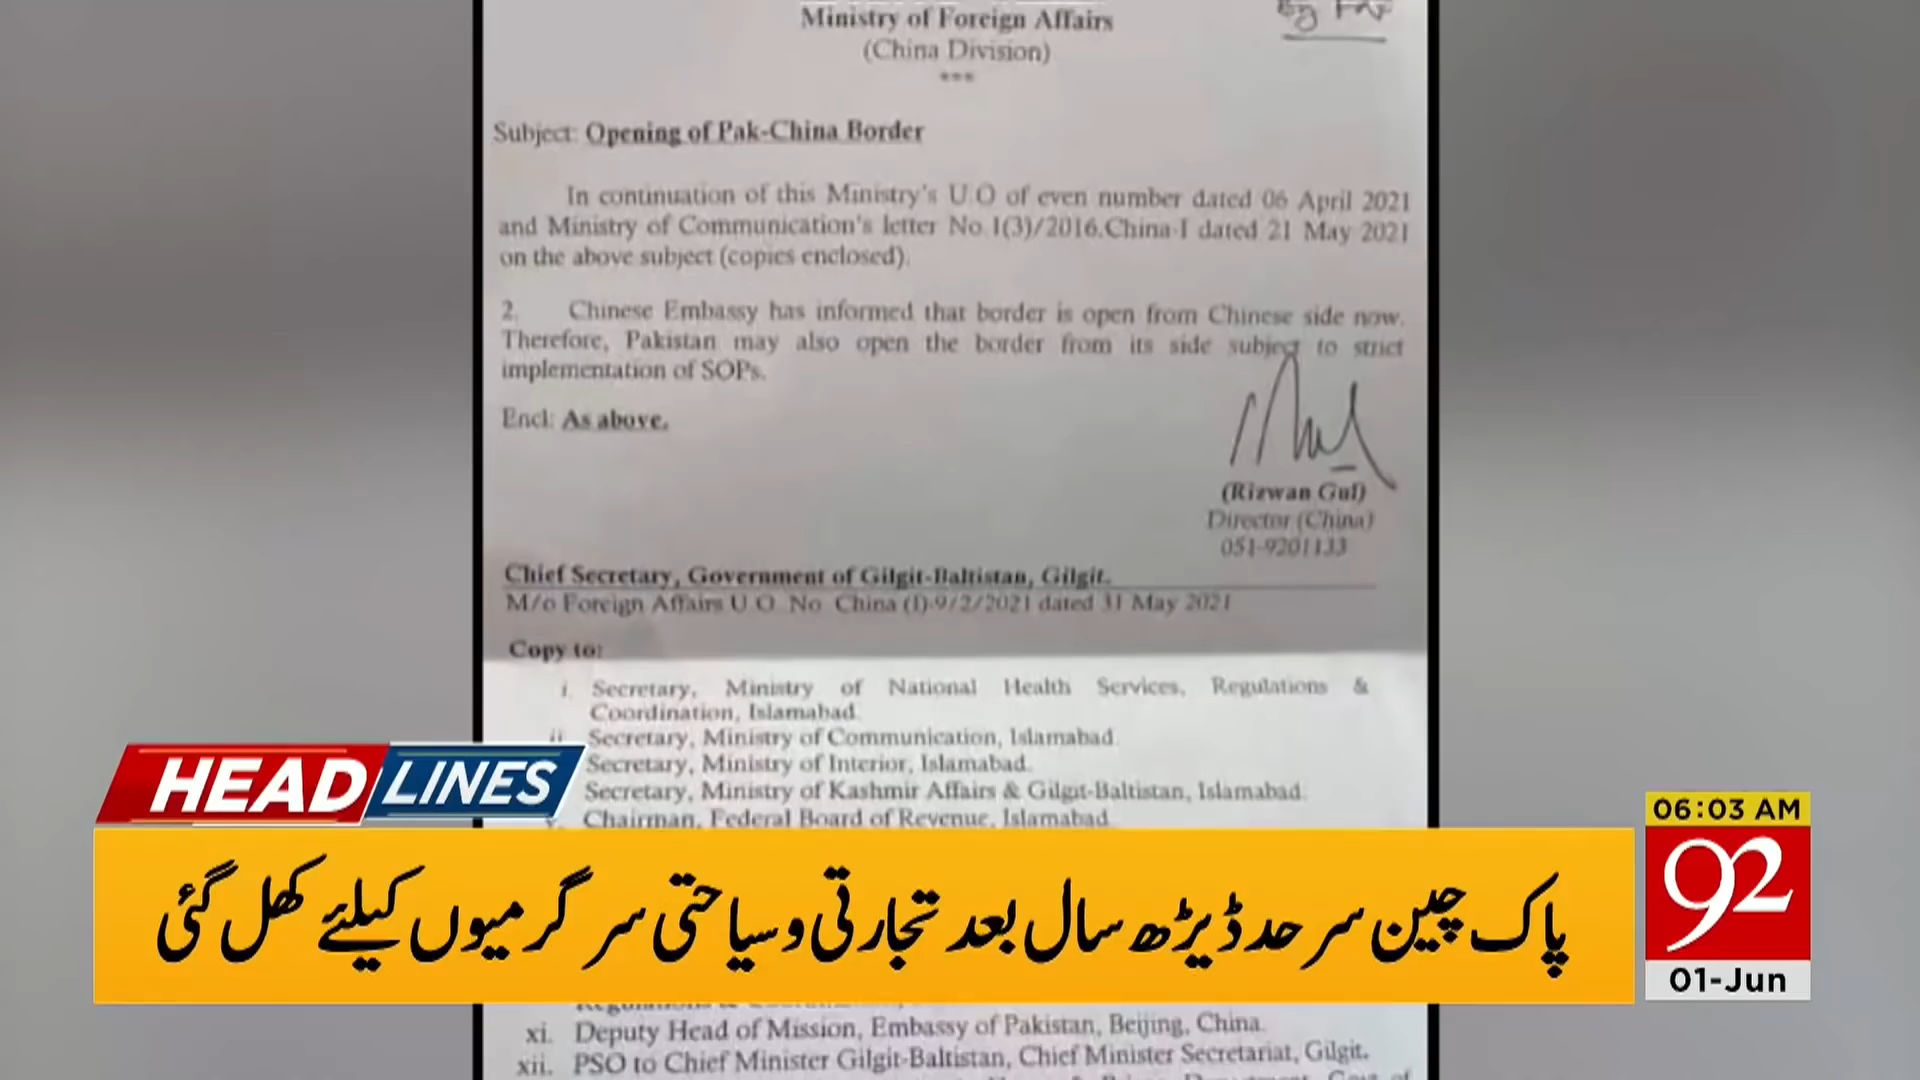 By Fax
Ministry of Foreign Affairs
(China Division)
***
Subject: Opening of Pak-China Border
In continuation of this Ministry's U.O of even number dated 06 April 2021
and Ministry of Communication's letter No.1(3)/2016.China-I dated 21 May 2021
on the above subject (copies enclosed).
2. Chinese Embassy has informed that border is open from Chinese side now.
Therefore, Pakistan may also open the border from its side subject to strict
implementation of SOPs.
Encl: As above.
(Rizwan Gul)
Director (China)
051-9201133
Chief Secretary, Government of Gilgit-Baltistan, Gilgit.
M/o Foreign Affairs U.O. No. China (I)-9/2/2021 dated 31 May 2021
Copy to:
i. Secretary, Ministry of National Health Services, Regulations &
Coordination, Islamabad.
ii. Secretary, Ministry of Communication, Islamabad.
Secretary, Ministry of Interior, Islamabad.
Secretary, Ministry of Kashmir Affairs & Gilgit-Baltistan, Islamabad.
v. Chairman, Federal Board of Revenue, Islamabad
HEADLINES
06:03 AM
92
01-Jun
پاک چین سرحد ڈیڑھ سال بعد تجارتی و سیاحتی سرگرمیوں کیلئے کھل گئی
xi. Deputy Head of Mission, Embassy of Pakistan, Beijing, China.
xii. PSO to Chief Minister Gilgit-Baltistan, Chief Minister Secretariat, Gilgit.